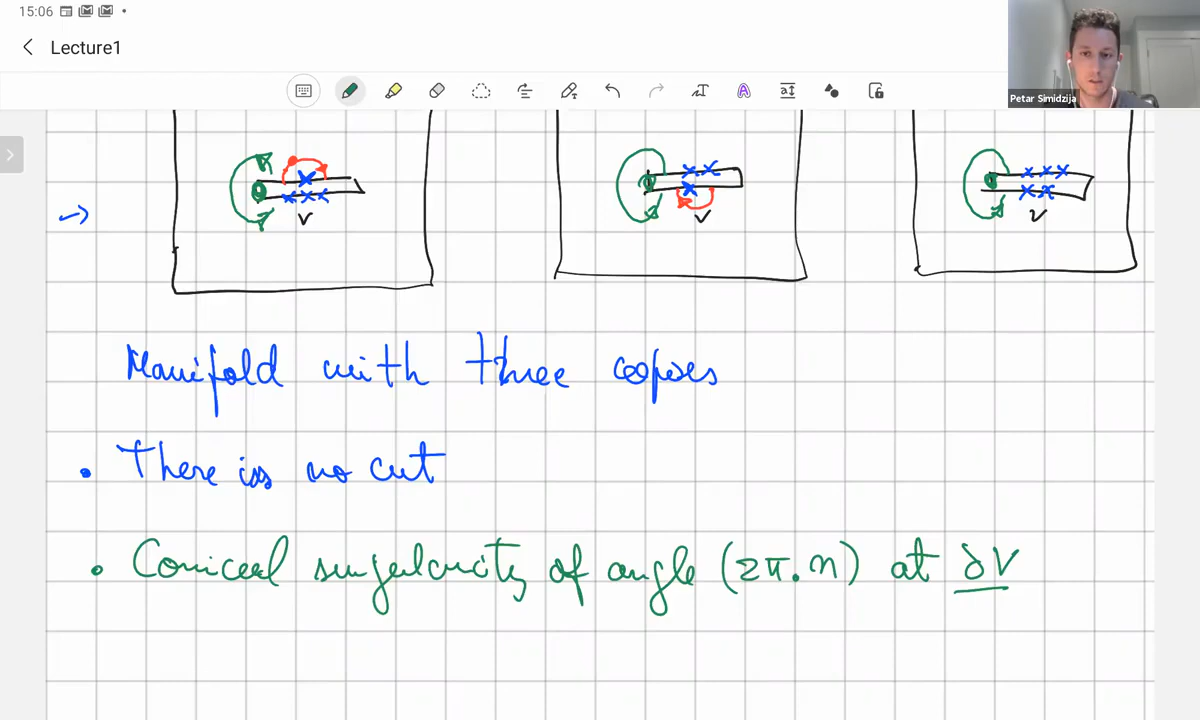 15:06
Lecture1
Petar Simidzija
V V V
Manifold with three copies
• There is no cut
• Conical singularity of angle (2π.n) at ∂V